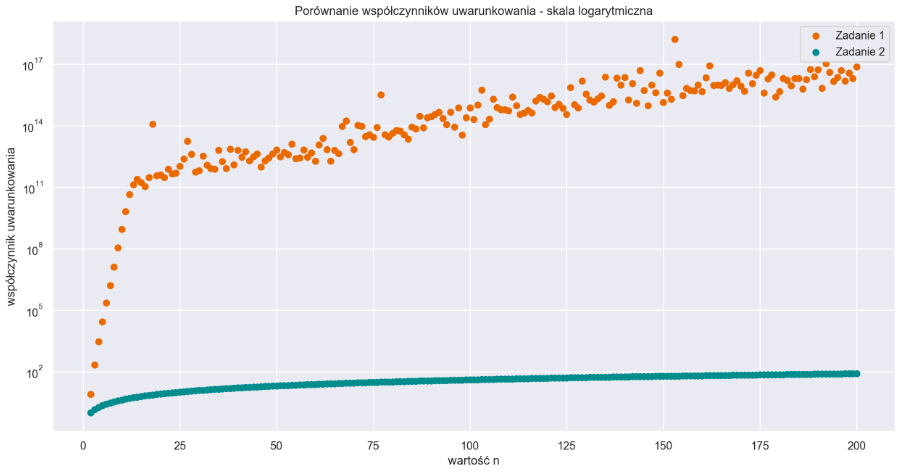 Porównanie współczynników uwarunkowania - skala logarytmiczna
Zadanie 1
Zadanie 2
współczynnik uwarunkowania
10^17
10^14
10^11
10^8
10^5
10^2
0 25 50 75 100 125 150 175 200
wartość n